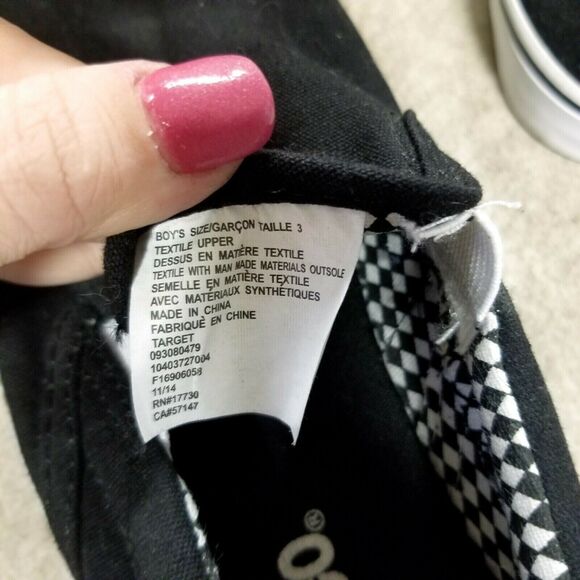 BOY'S SIZE/GARÇON TAILLE 3
TEXTILE UPPER
DESSUS EN MATIÈRE TEXTILE
TEXTILE WITH MAN MADE MATERIALS OUTSOLE
SEMELLE EN MATIÈRE TEXTILE
AVEC MATERIAUX SYNTHÉTIQUES
MADE IN CHINA
FABRIQUÉ EN CHINE
TARGET
093080479
10403727004
F16906058
11/14
RN#17730
CA#57147